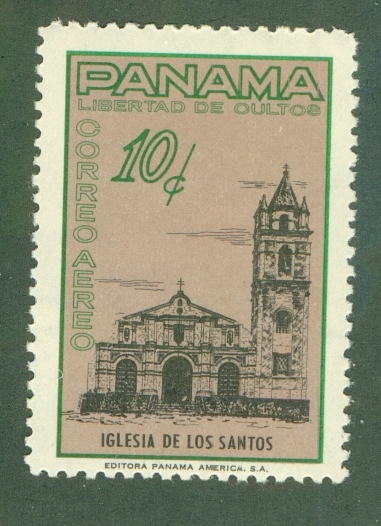 PANAMA
LIBERTAD DE CULTOS
CORREO AEREO
10¢
IGLESIA DE LOS SANTOS
EDITORA PANAMA AMERICA, S.A.